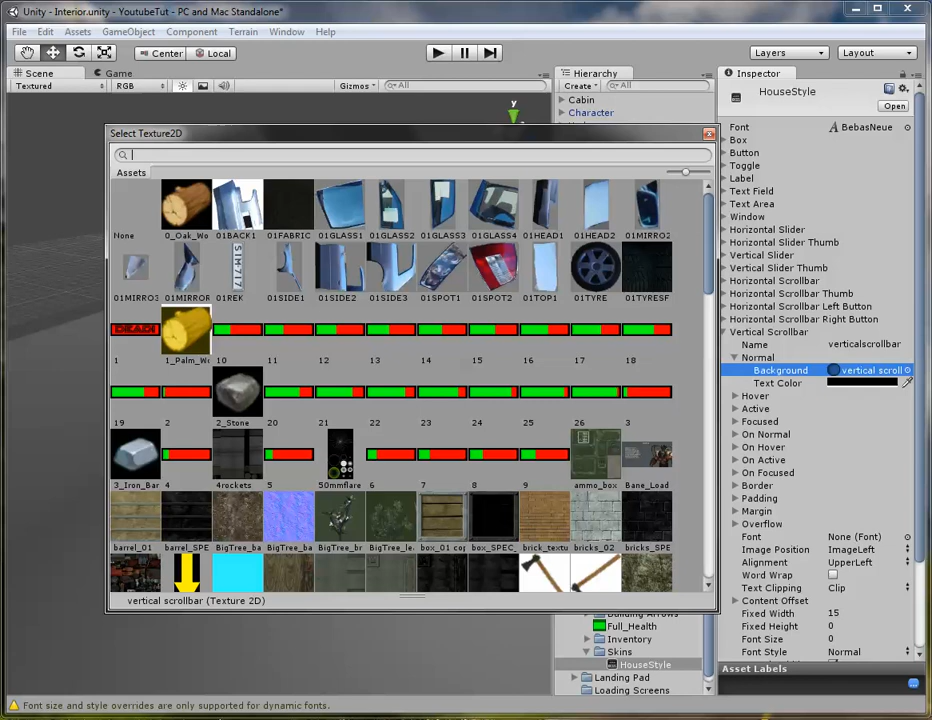 Unity - Interior.unity - YoutubeTut - PC and Mac Standalone*
File Edit Assets GameObject Component Terrain Window Help
Center Local Layers Layout
Scene Game
Textured RGB Gizmos All
y
Hierarchy
Create All
Cabin
Character
Select Texture2D
Assets
None 0_Oak_Wo 01BACK1 01FABRIC 01GLASS1 01GLASS2 01GLASS3 01GLASS4 01HEAD1 01HEAD2 01MIRRO2
01MIRRO3 01MIRROR 01REK 01SIDE1 01SIDE2 01SIDE3 01SPOT1 01SPOT2 01TOP1 01TYRE 01TYRESF
SIM717
DEAD!
1 1_Palm_Wo 10 11 12 13 14 15 16 17 18
19 2 2_Stone 20 21 22 23 24 25 26 3
3_Iron_Bar 4 4rockets 5 50mmflare 6 7 8 9 ammo_box Bane_Load
barrel_01 barrel_SPE BigTree_ba BigTree_ba BigTree_br BigTree_le. box_01 cop box_SPEC_ brick_textu bricks_02 bricks_SPE
vertical scrollbar (Texture 2D)
Full_Health
Inventory
Skins
HouseStyle
Landing Pad
Loading Screens
Inspector
HouseStyle
Open
Font BebasNeue
Box
Button
Toggle
Label
Text Field
Text Area
Window
Horizontal Slider
Horizontal Slider Thumb
Vertical Slider
Vertical Slider Thumb
Horizontal Scrollbar
Horizontal Scrollbar Thumb
Horizontal Scrollbar Left Button
Horizontal Scrollbar Right Button
Vertical Scrollbar
Name verticalscrollbar
Normal
Background vertical scroll
Text Color
Hover
Active
Focused
On Normal
On Hover
On Active
On Focused
Border
Padding
Margin
Overflow
Font None (Font)
Image Position ImageLeft
Alignment UpperLeft
Word Wrap
Text Clipping Clip
Content Offset
Fixed Width 15
Fixed Height 0
Font Size 0
Font Style Normal
Asset Labels
Font size and style overrides are only supported for dynamic fonts.